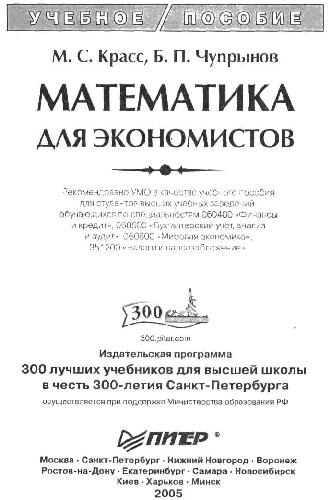 УЧЕБНОЕ / ПОСОБИЕ
М. С. Красс, Б. П. Чупрынов
МАТЕМАТИКА
ДЛЯ ЭКОНОМИСТОВ
Рекомендовано УМО в качестве учебного пособия
для студентов высших учебных заведений
обучающихся по специальностям 060400 «Финансы
и кредит», 060500 «Бухгалтерский учет, анализ
и аудит», 060600 «Мировая экономика»,
351200 «Налоги и налогообложение»
300
300.piter.com
Издательская программа
300 лучших учебников для высшей школы
в честь 300-летия Санкт-Петербурга
осуществляется при поддержке Министерства образования РФ
ПИТЕР®
Москва · Санкт-Петербург · Нижний Новгород · Воронеж
Ростов-на-Дону · Екатеринбург · Самара · Новосибирск
Киев · Харьков · Минск
2005